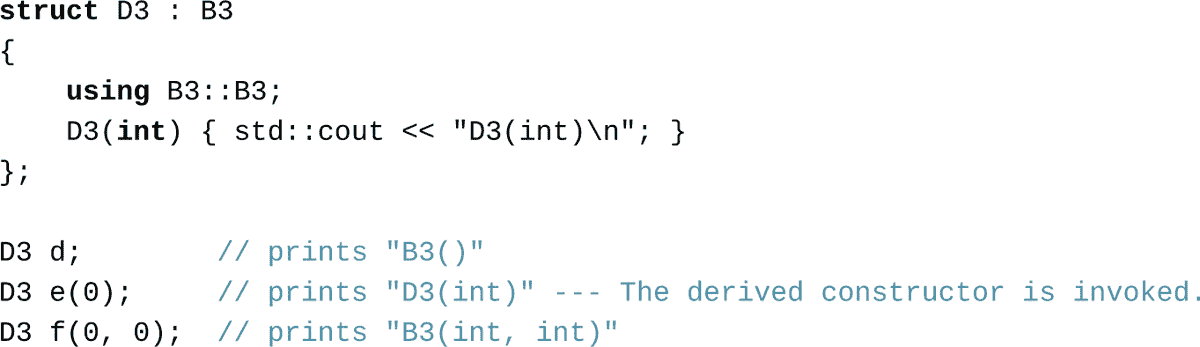 struct D3 : B3
{
    using B3::B3;
    D3(int) { std::cout << "D3(int)\n"; }
};

D3 d;        // prints "B3()"
D3 e(0);     // prints "D3(int)" --- The derived constructor is invoked.
D3 f(0, 0);  // prints "B3(int, int)"